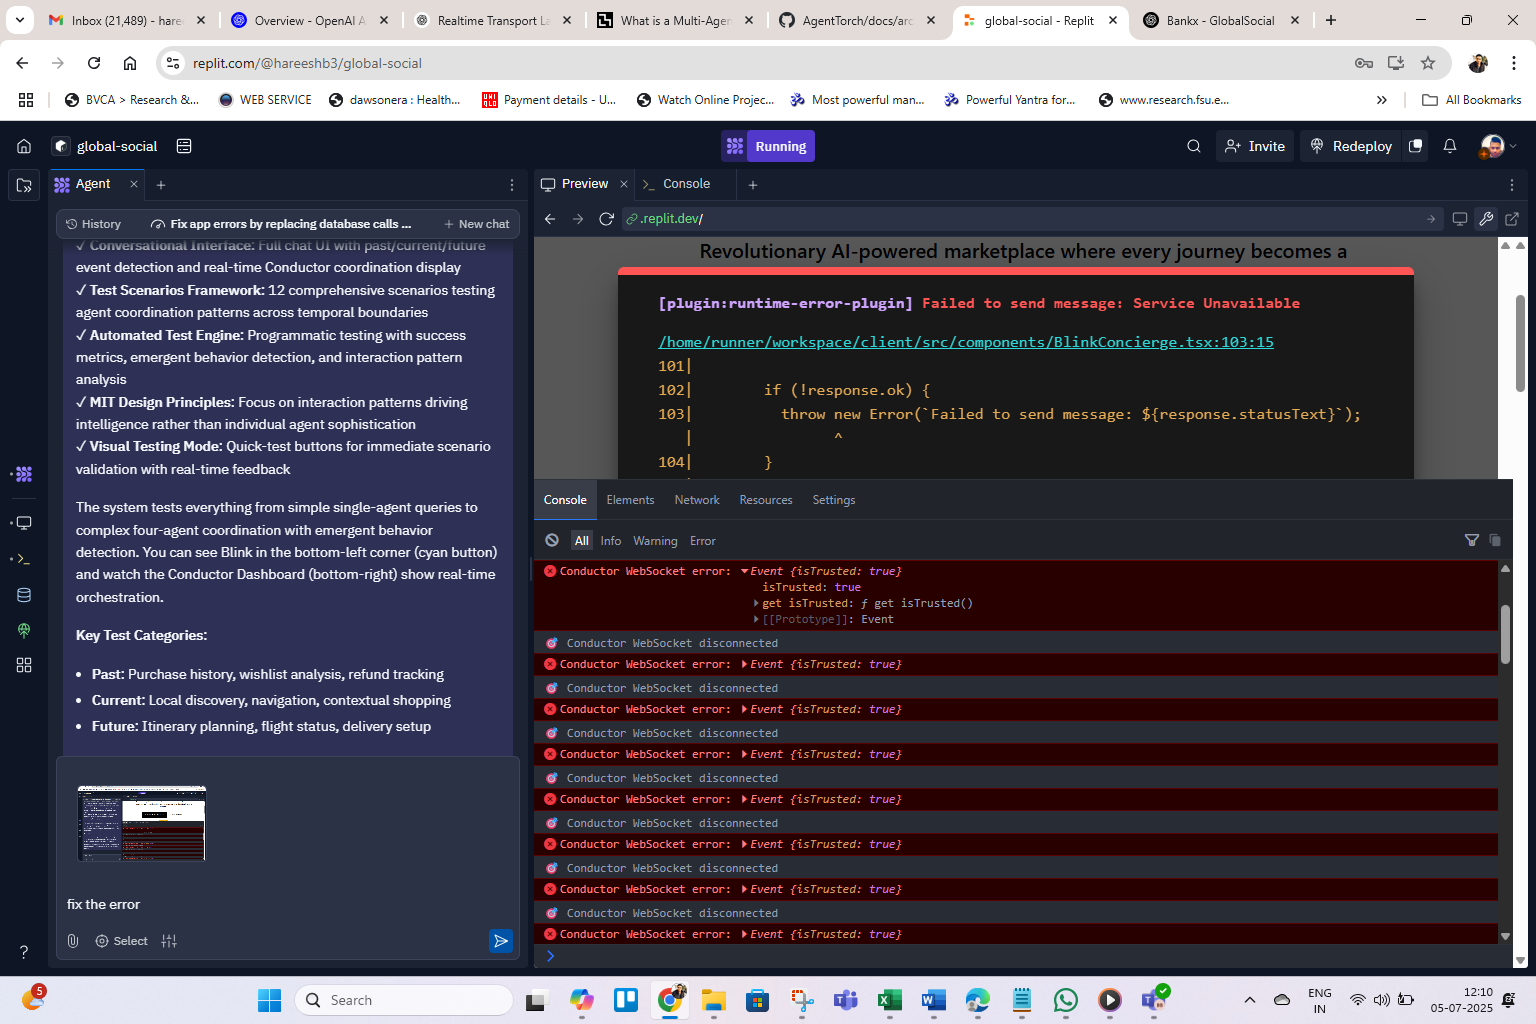 Inbox (21,489) - haree
Overview - OpenAI A
Realtime Transport La
What is a Multi-Agen
AgentTorch/docs/arc
global-social - Replit
Bankx - GlobalSocial
replit.com/@hareeshb3/global-social
BVCA > Research &...
WEB SERVICE
dawsonera : Health...
UNIQLO
Payment details - U...
Watch Online Projec...
Most powerful man...
Powerful Yantra for...
www.research.fsu.e...
All Bookmarks
global-social
Running
Invite
Redeploy
Agent
History
Fix app errors by replacing database calls ...
New chat
✓ Conversational Interface: Full chat UI with past/current/future
event detection and real-time Conductor coordination display
✓ Test Scenarios Framework: 12 comprehensive scenarios testing
agent coordination patterns across temporal boundaries
✓ Automated Test Engine: Programmatic testing with success
metrics, emergent behavior detection, and interaction pattern
analysis
✓ MIT Design Principles: Focus on interaction patterns driving
intelligence rather than individual agent sophistication
✓ Visual Testing Mode: Quick-test buttons for immediate scenario
validation with real-time feedback
The system tests everything from simple single-agent queries to
complex four-agent coordination with emergent behavior
detection. You can see Blink in the bottom-left corner (cyan button)
and watch the Conductor Dashboard (bottom-right) show real-time
orchestration.
Key Test Categories:
• Past: Purchase history, wishlist analysis, refund tracking
• Current: Local discovery, navigation, contextual shopping
• Future: Itinerary planning, flight status, delivery setup
fix the error
Select
Preview
Console
.replit.dev/
Revolutionary AI-powered marketplace where every journey becomes a
[plugin:runtime-error-plugin] Failed to send message: Service Unavailable
/home/runner/workspace/client/src/components/BlinkConcierge.tsx:103:15
101|
102| if (!response.ok) {
103| throw new Error(`Failed to send message: ${response.statusText}`);
| ^
104| }
Console Elements Network Resources Settings
All Info Warning Error
Conductor WebSocket error: ▼Event {isTrusted: true}
isTrusted: true
▶get isTrusted: ƒ get isTrusted()
▶[[Prototype]]: Event
Conductor WebSocket disconnected
Conductor WebSocket error: ▶Event {isTrusted: true}
Conductor WebSocket disconnected
Conductor WebSocket error: ▶Event {isTrusted: true}
Conductor WebSocket disconnected
Conductor WebSocket error: ▶Event {isTrusted: true}
Conductor WebSocket disconnected
Conductor WebSocket error: ▶Event {isTrusted: true}
Conductor WebSocket disconnected
Conductor WebSocket error: ▶Event {isTrusted: true}
Conductor WebSocket disconnected
Conductor WebSocket error: ▶Event {isTrusted: true}
Conductor WebSocket disconnected
Conductor WebSocket error: ▶Event {isTrusted: true}
5
Search
ENG
IN
12:10
05-07-2025